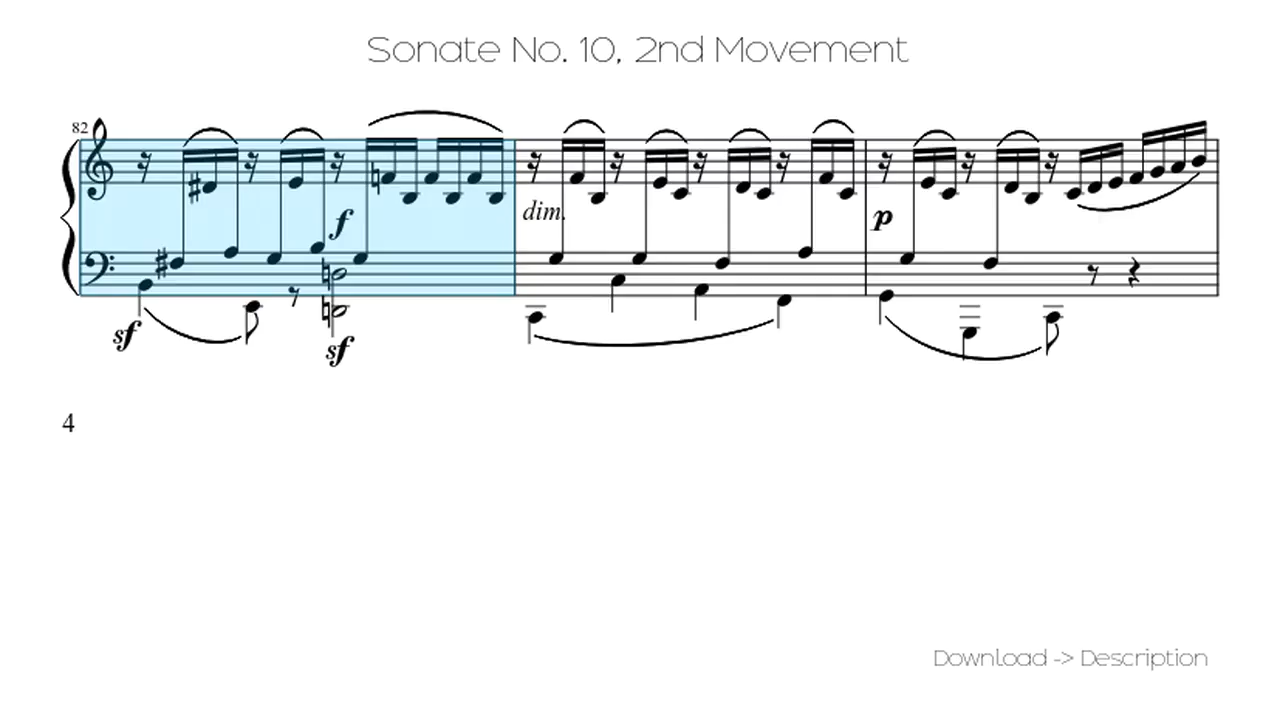 Sonate No. 10, 2nd Movement
82
f
dim.
p
sf
sf
4
Download -> Description